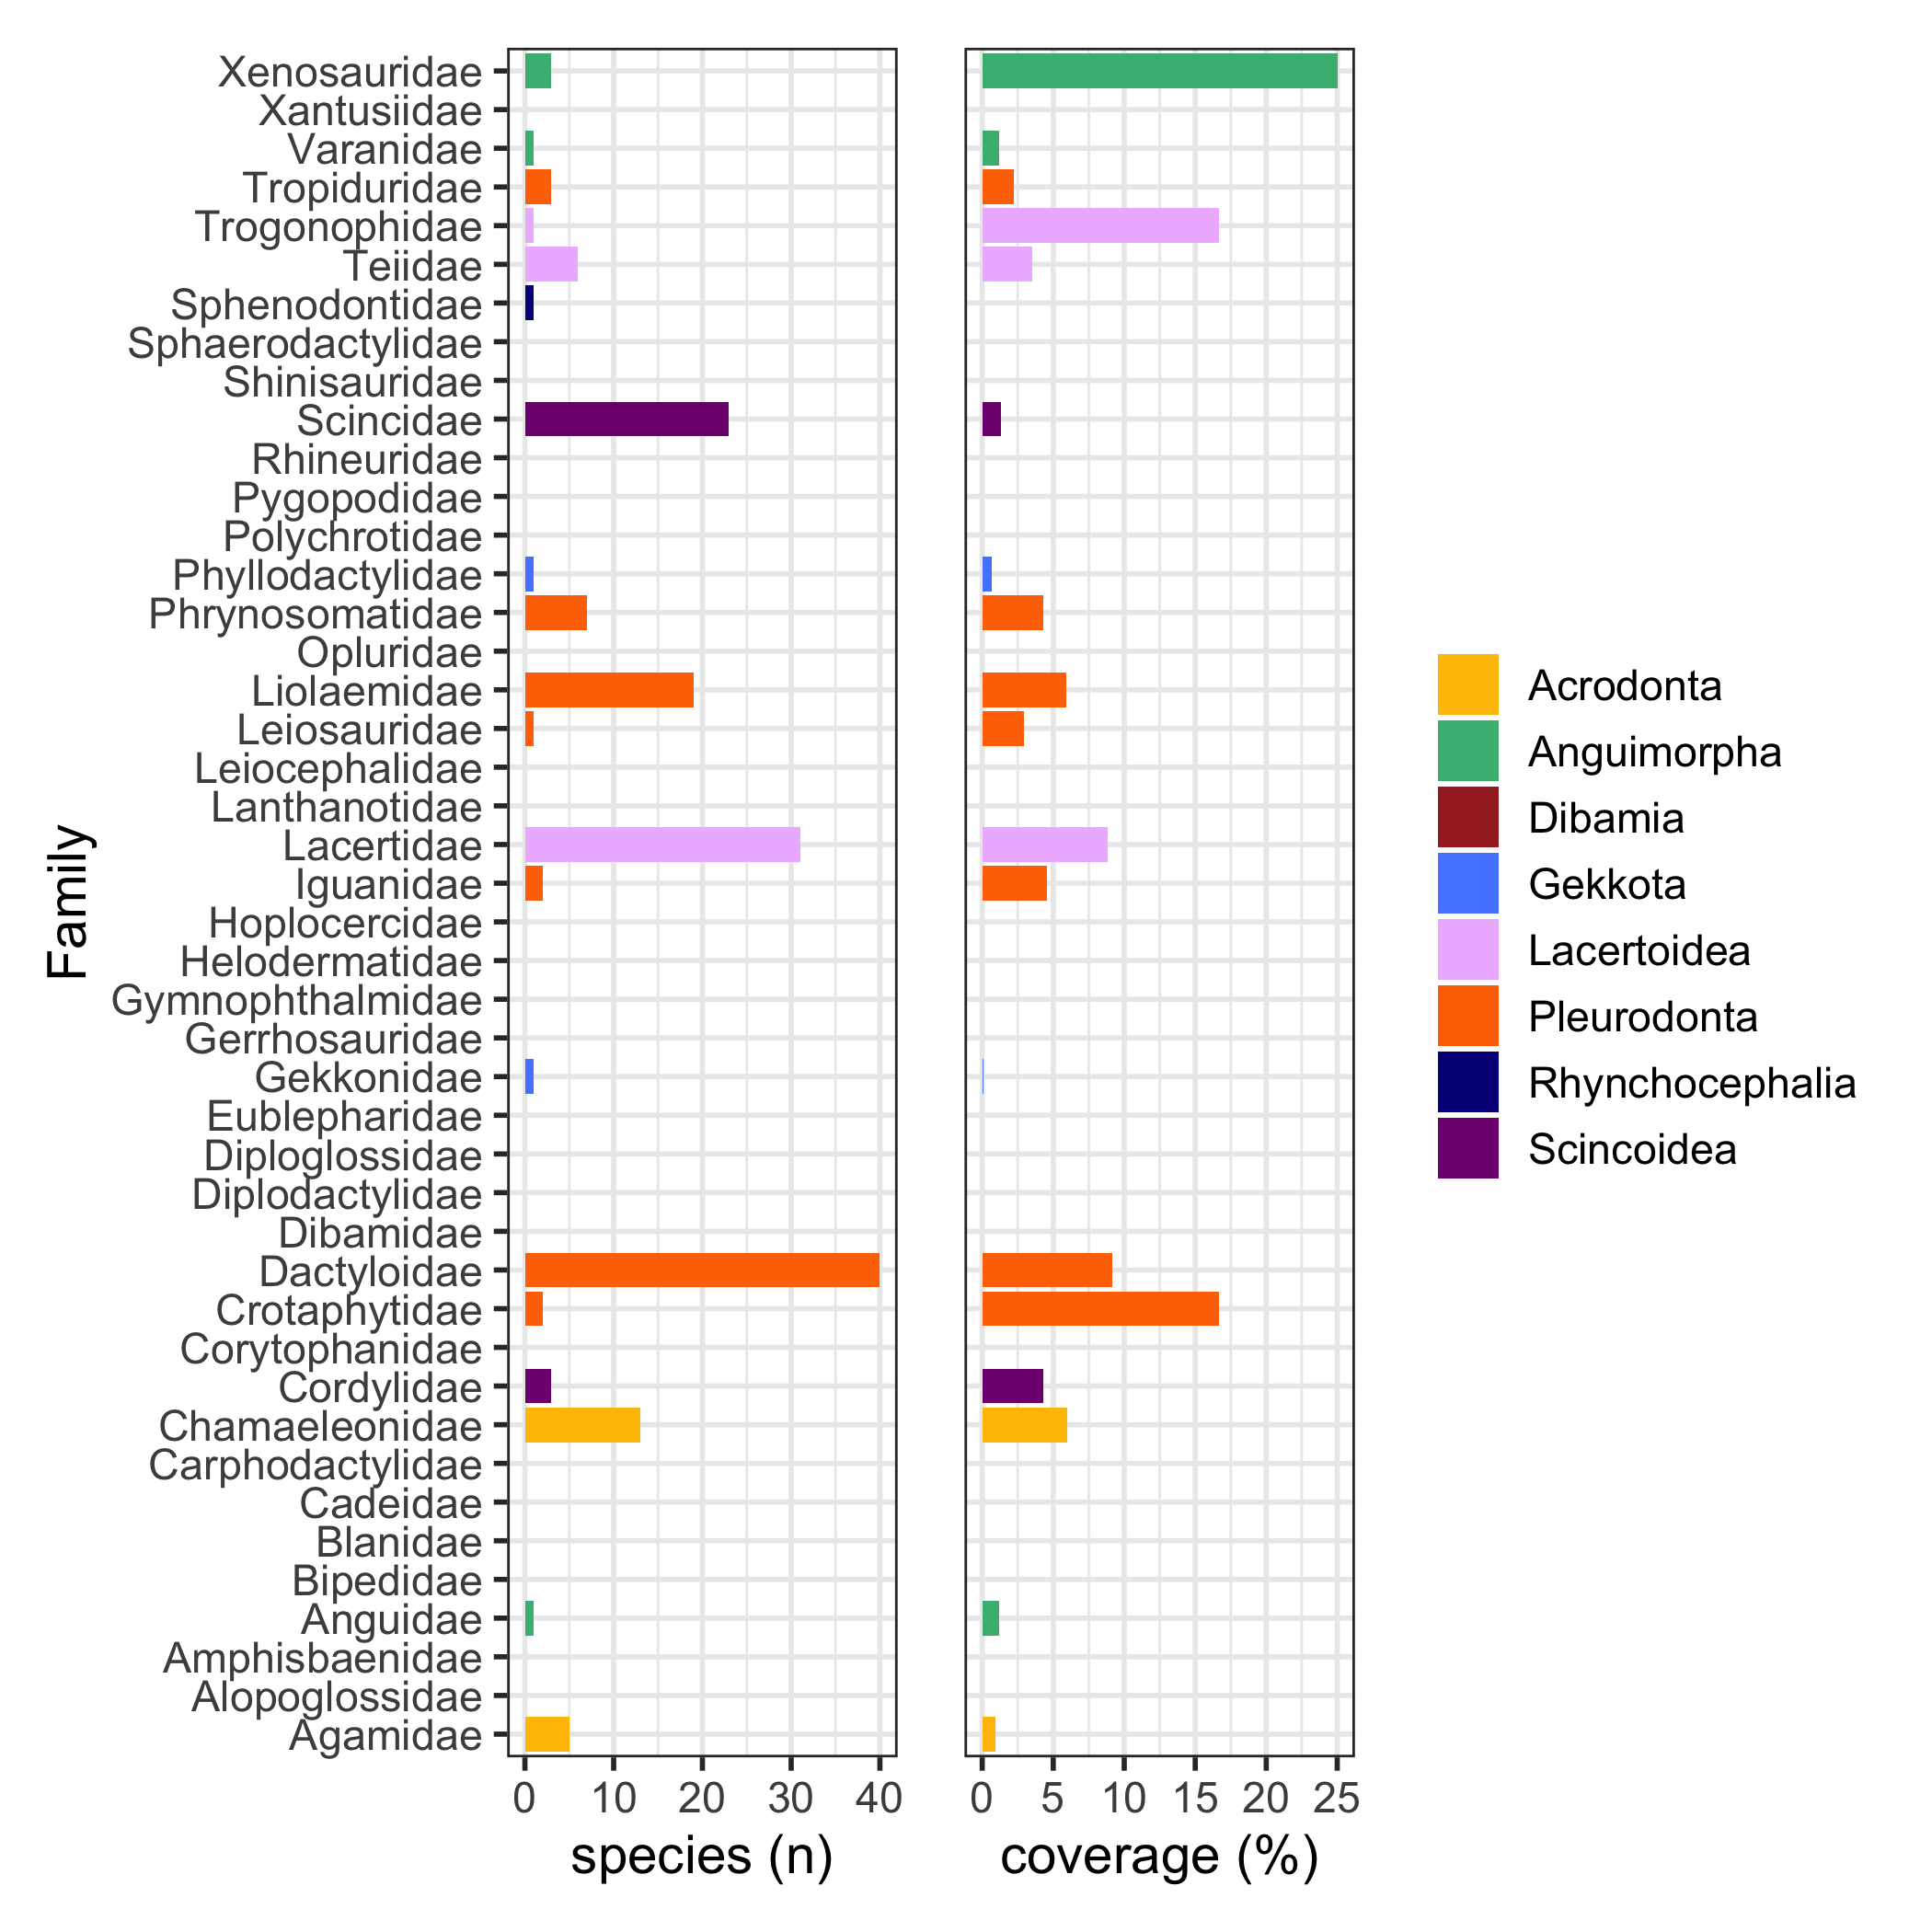 Family
Xenosauridae
Xantusiidae
Varanidae
Tropiduridae
Trogonophidae
Teiidae
Sphenodontidae
Sphaerodactylidae
Shinisauridae
Scincidae
Rhineuridae
Pygopodidae
Polychrotidae
Phyllodactylidae
Phrynosomatidae
Opluridae
Liolaemidae
Leiosauridae
Leiocephalidae
Lanthanotidae
Lacertidae
Iguanidae
Hoplocercidae
Helodermatidae
Gymnophthalmidae
Gerrhosauridae
Gekkonidae
Eublepharidae
Diploglossidae
Diplodactylidae
Dibamidae
Dactyloidae
Crotaphytidae
Corytophanidae
Cordylidae
Chamaeleonidae
Carphodactylidae
Cadeidae
Blanidae
Bipedidae
Anguidae
Amphisbaenidae
Alopoglossidae
Agamidae
0 10 20 30 40
species (n)
0 5 10 15 20 25
coverage (%)
Acrodonta
Anguimorpha
Dibamia
Gekkota
Lacertoidea
Pleurodonta
Rhynchocephalia
Scincoidea